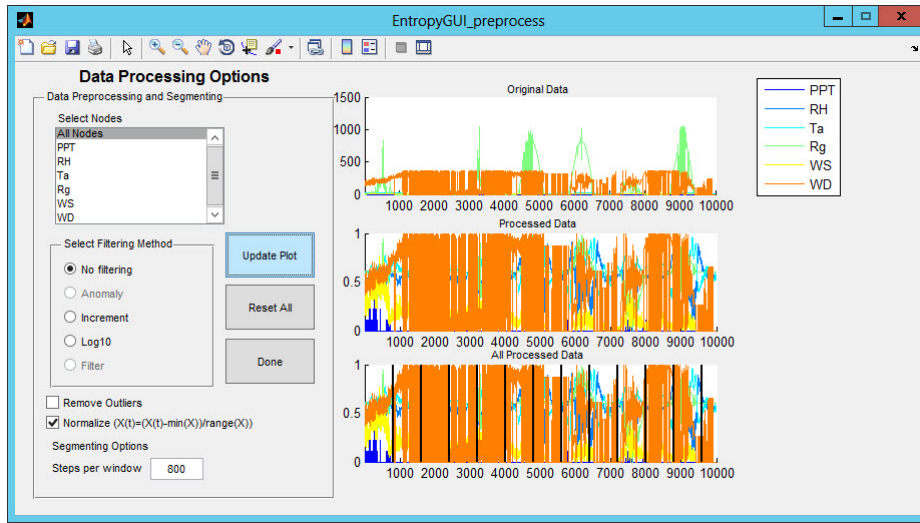 EntropyGUI_preprocess
Data Processing Options
Data Preprocessing and Segmenting
Select Nodes
All Nodes
PPT
RH
Ta
Rg
WS
WD
Select Filtering Method
No filtering
Anomaly
Increment
Log10
Filter
Update Plot
Reset All
Done
Remove Outliers
Normalize (X(t)=(X(t)-min(X))/range(X))
Segmenting Options
Steps per window 800
Original Data
1500
1000
500
0
1000 2000 3000 4000 5000 6000 7000 8000 9000 10000
Processed Data
1
0.5
0
1000 2000 3000 4000 5000 6000 7000 8000 9000 10000
All Processed Data
1
0.5
0
1000 2000 3000 4000 5000 6000 7000 8000 9000 10000
PPT
RH
Ta
Rg
WS
WD